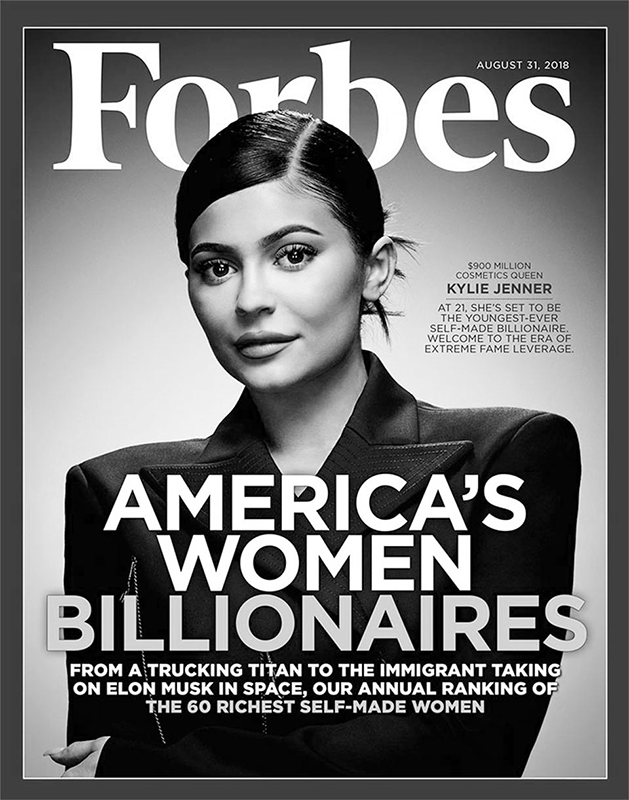 Forbes
AUGUST 31, 2018
$900 MILLION
COSMETICS QUEEN
KYLIE JENNER
AT 21, SHE'S SET TO BE
THE YOUNGEST-EVER
SELF-MADE BILLIONAIRE.
WELCOME TO THE ERA OF
EXTREME FAME LEVERAGE.
AMERICA'S
WOMEN
BILLIONAIRES
FROM A TRUCKING TITAN TO THE IMMIGRANT TAKING
ON ELON MUSK IN SPACE, OUR ANNUAL RANKING OF
THE 60 RICHEST SELF-MADE WOMEN